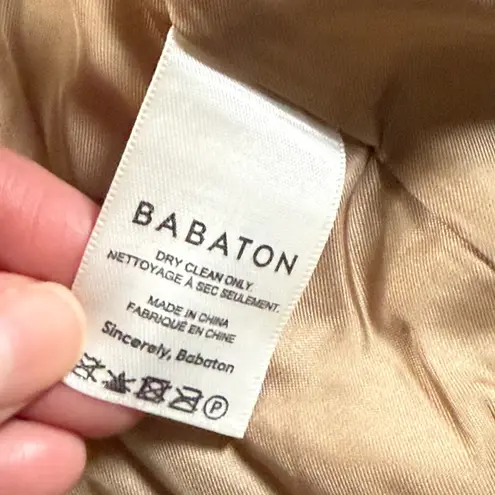 BABATON
DRY CLEAN ONLY
NETTOYAGE À SEC SEULEMENT.
MADE IN CHINA
FABRIQUÉ EN CHINE
Sincerely, Babaton
P